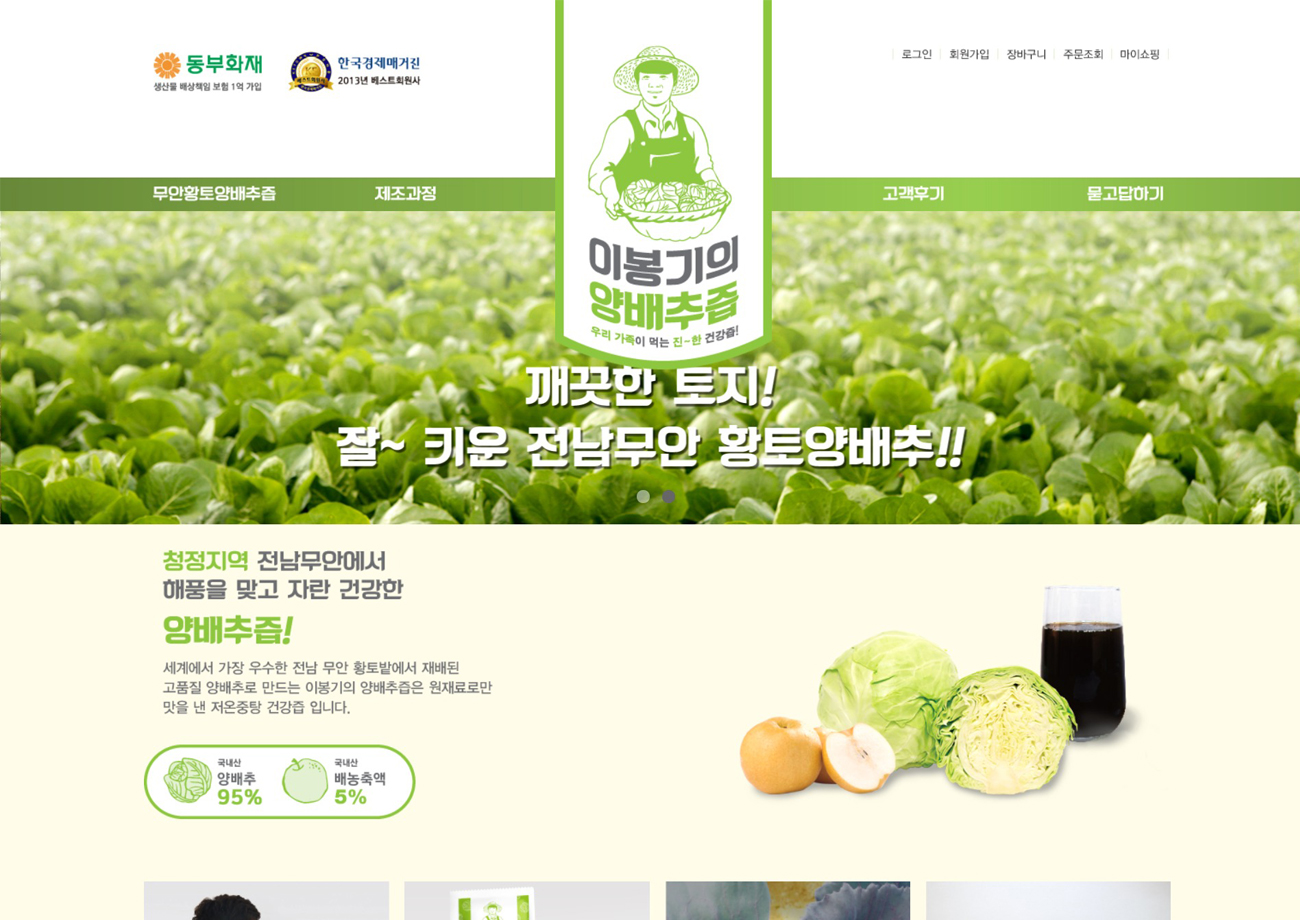 동부화재
생산물 배상책임 보험 1억 가입
한국경제매거진
2013년 베스트회원사
로그인
회원가입
장바구니
주문조회
마이쇼핑
무안황토양배추즙
제조과정
고객후기
묻고답하기
이봉기의
양배추즙
우리 가족이 먹는 진~한 건강즙!
깨끗한 토지!
잘~ 키운 전남무안 황토양배추!!
청정지역 전남무안에서
해풍을 맞고 자란 건강한
양배추즙!
세계에서 가장 우수한 전남 무안 황토밭에서 재배된
고품질 양배추로 만드는 이봉기의 양배추즙은 원재료로만
맛을 낸 저온중탕 건강즙 입니다.
국내산
양배추
95%
국내산
배농축액
5%